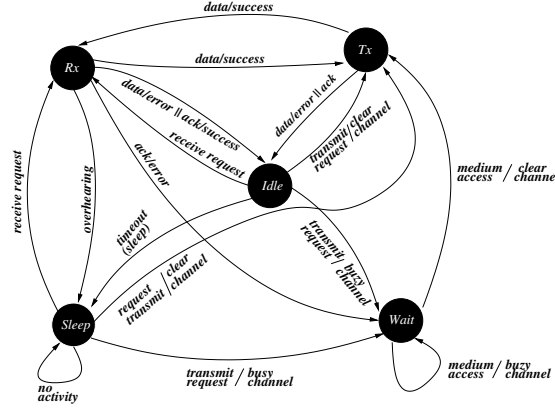 data/success
Tx
Rx
data/success
data/error || ack/success
data/error || ack
transmit/clear
request/channel
receive request
ack/error
receive request
overhearing
Idle
medium / clear
access / channe
timeout
(sleep)
transmit/ buzy
request / channel
request / clear
transmit / channel
Sleep
Wait
no
activity
transmit / busy
request / channel
medium / buzy
access / channel